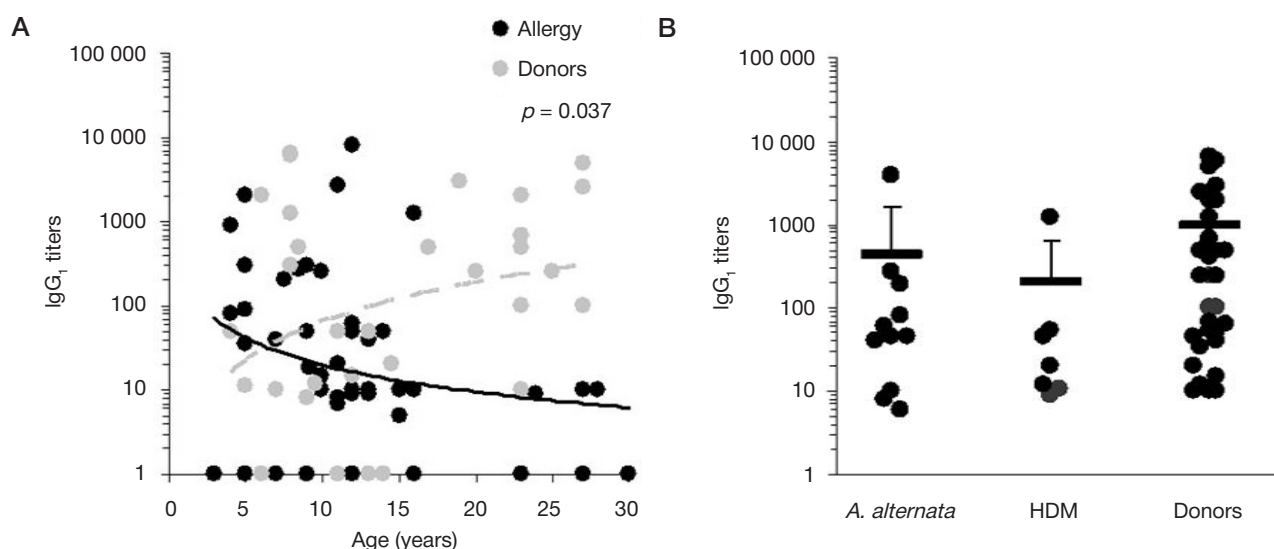 A
IgG₁ titers
100 000
10 000
1000
100
10
1
0
5
10
15
20
25
30
Age (years)
Allergy
Donors
p = 0.037
B
IgG₁ titers
100 000
10 000
1000
100
10
1
A. alternata
HDM
Donors